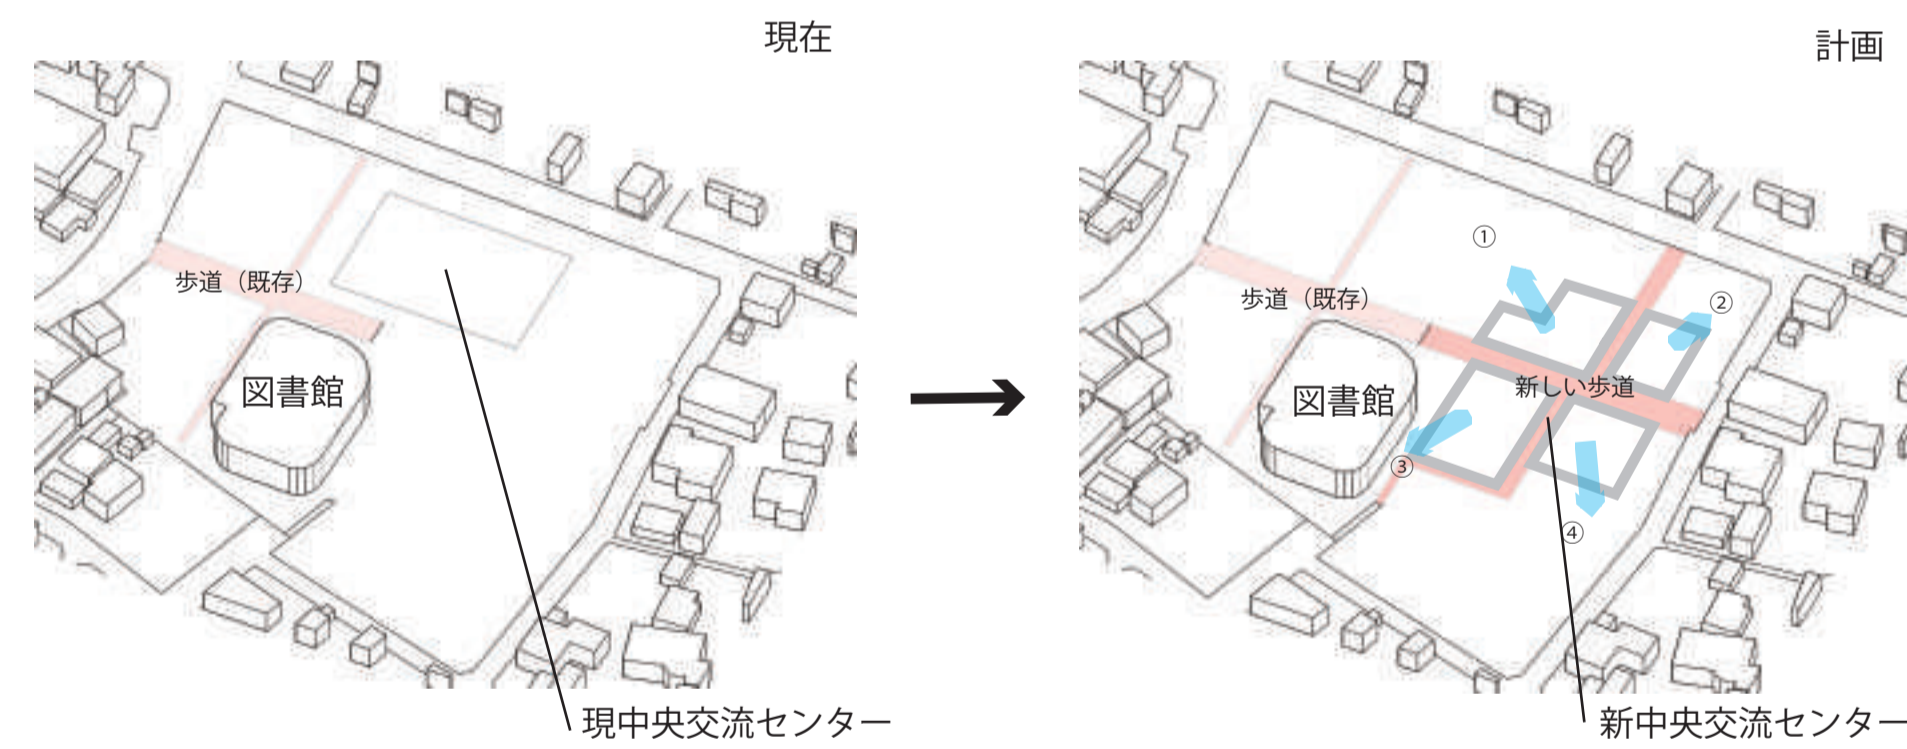 現在
歩道（既存）
図書館
現中央交流センター
計画
①
②
歩道（既存）
新しい歩道
図書館
③
④
新中央交流センター